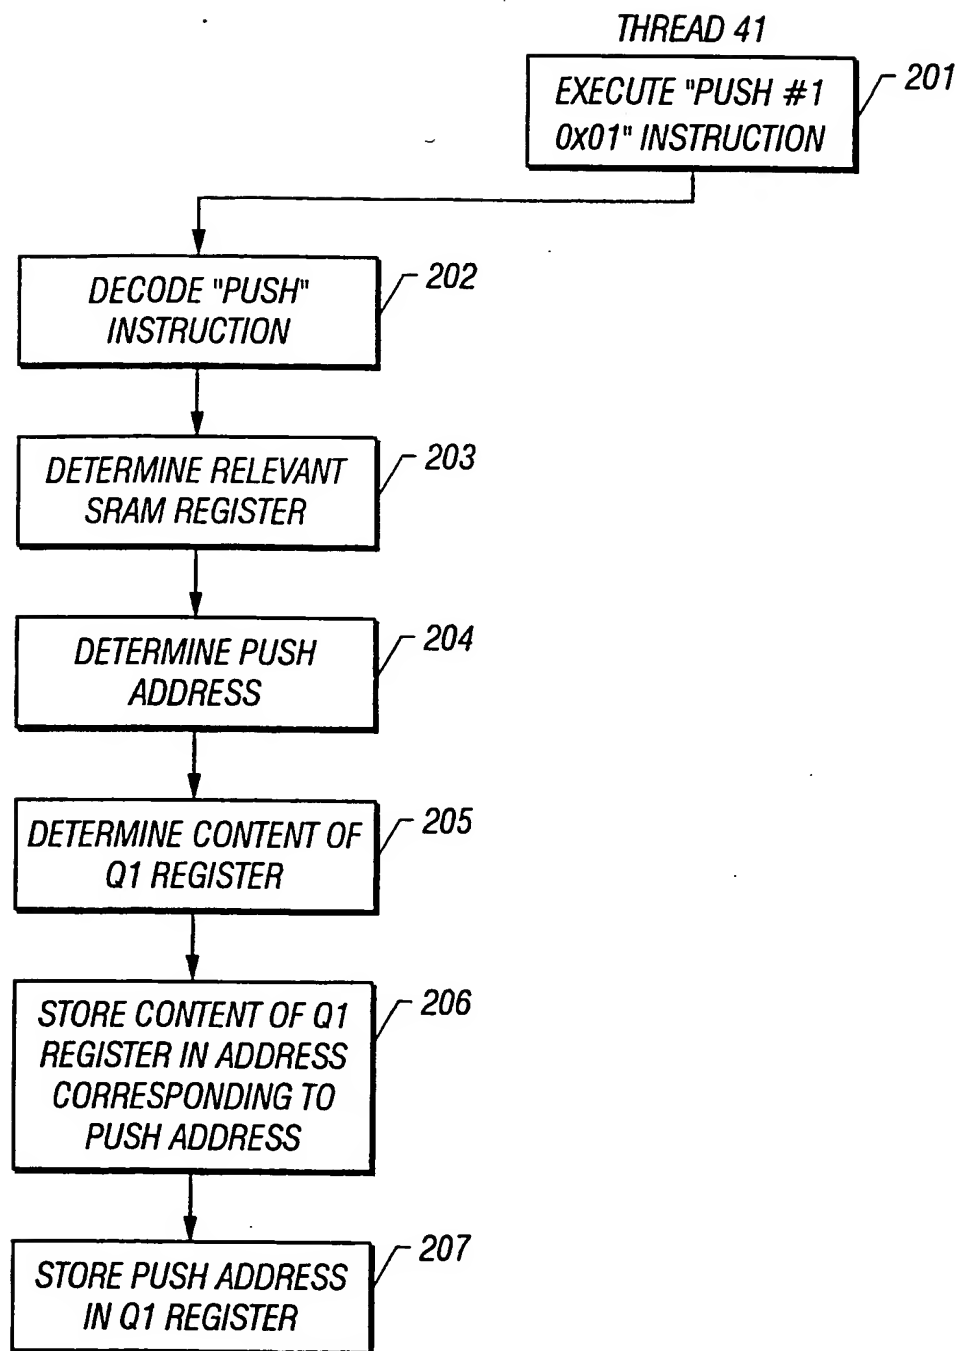 THREAD 41
EXECUTE "PUSH #1
0x01" INSTRUCTION
201
DECODE "PUSH"
INSTRUCTION
202
DETERMINE RELEVANT
SRAM REGISTER
203
DETERMINE PUSH
ADDRESS
204
DETERMINE CONTENT OF
Q1 REGISTER
205
STORE CONTENT OF Q1
REGISTER IN ADDRESS
CORRESPONDING TO
PUSH ADDRESS
206
STORE PUSH ADDRESS
IN Q1 REGISTER
207